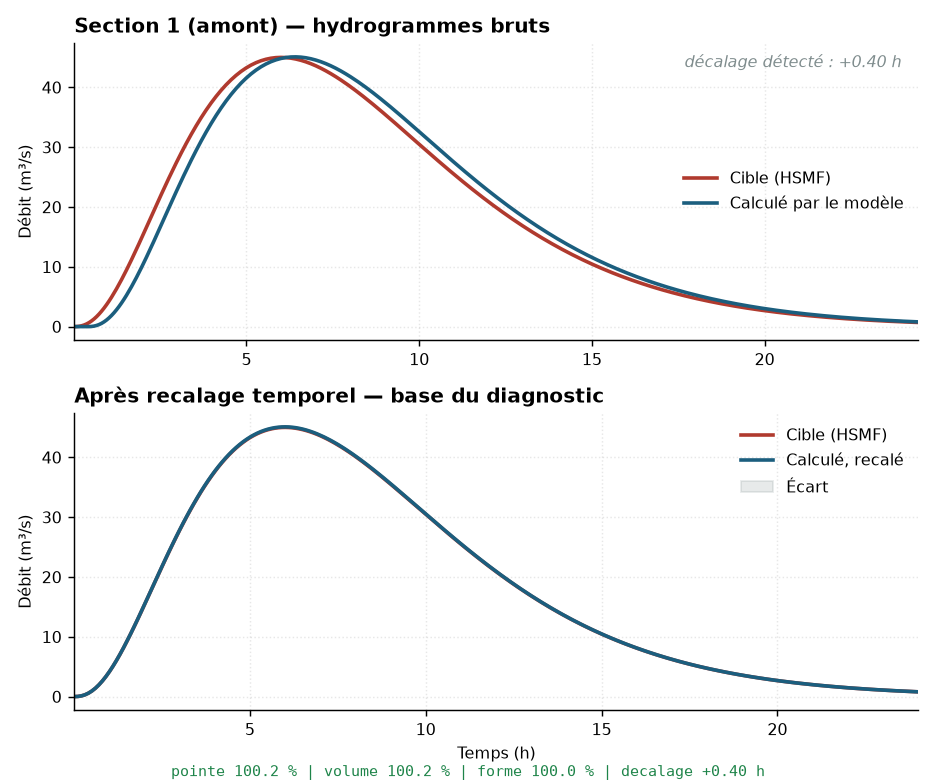 Section 1 (amont) — hydrogrammes bruts
décalage détecté : +0.40 h
Débit (m³/s)
40
30
20
10
0
Cible (HSMF)
Calculé par le modèle
5
10
15
20
Après recalage temporel — base du diagnostic
Débit (m³/s)
40
30
20
10
0
Cible (HSMF)
Calculé, recalé
Écart
5
10
15
20
Temps (h)
pointe 100.2 % | volume 100.2 % | forme 100.0 % | decalage +0.40 h